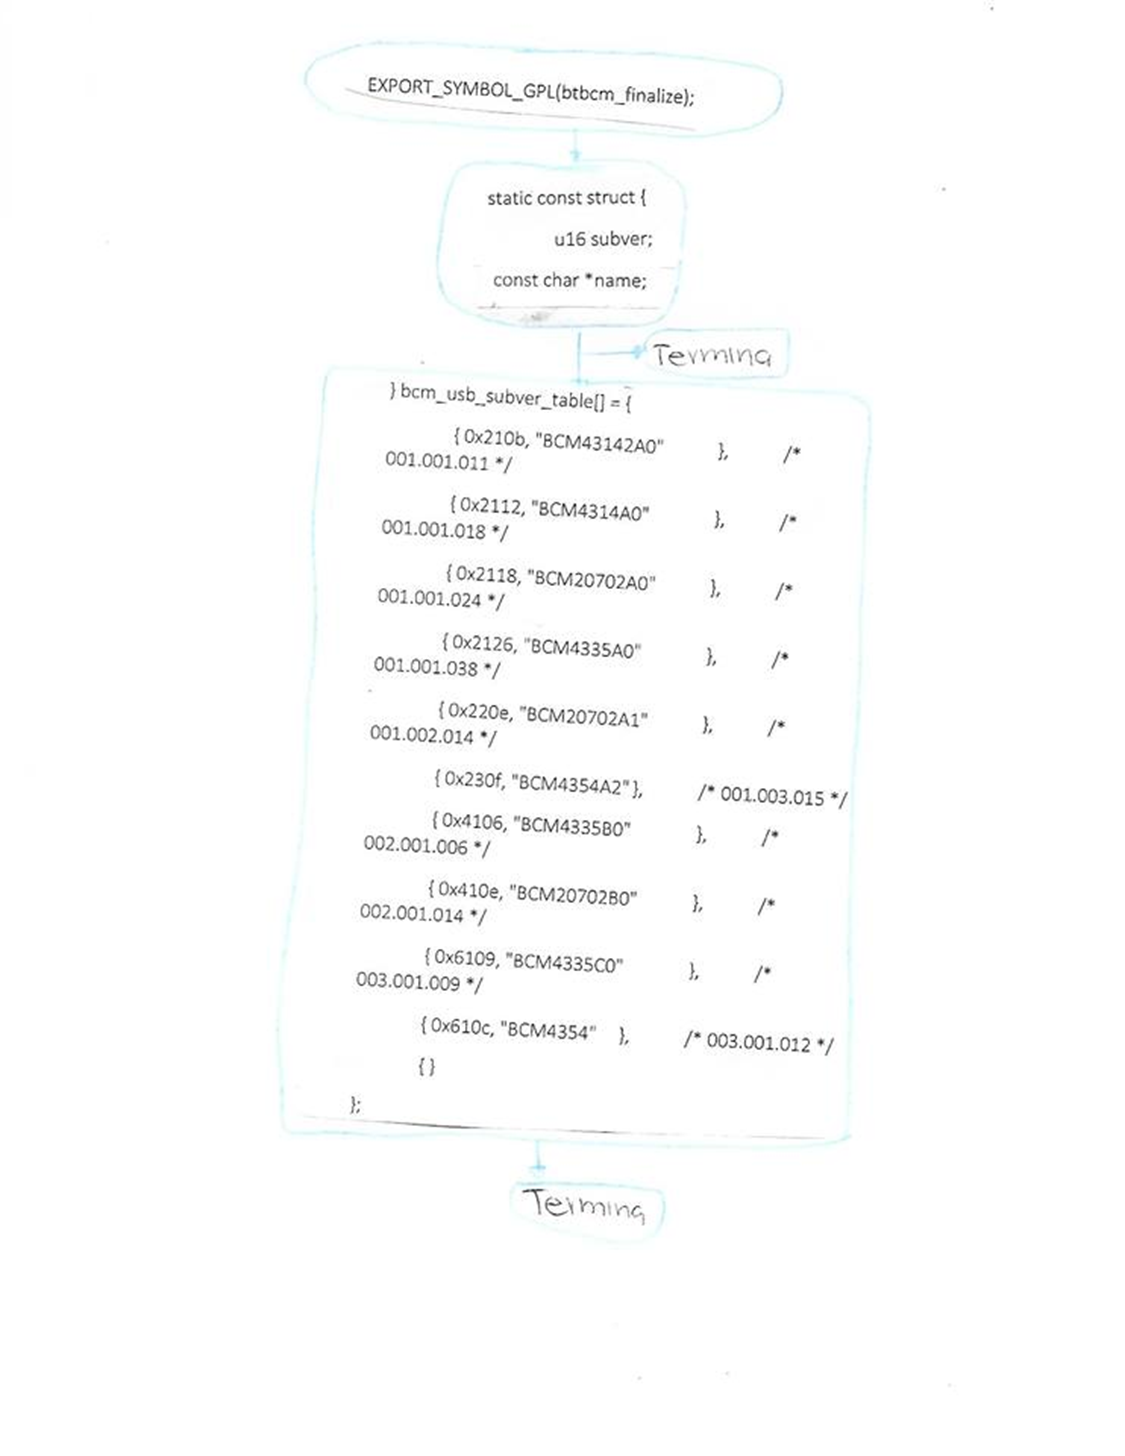 EXPORT_SYMBOL_GPL(btbcm_finalize);
static const struct {
u16 subver;
const char *name;
Termina
} bcm_usb_subver_table[] = {
{ 0x210b, "BCM43142A0" }, /*
001.001.011 */
{ 0x2112, "BCM4314A0" }, /*
001.001.018 */
{ 0x2118, "BCM20702A0" }, /*
001.001.024 */
{ 0x2126, "BCM4335A0" }, /*
001.001.038 */
{ 0x220e, "BCM20702A1" }, /*
001.002.014 */
{ 0x230f, "BCM4354A2" }, /* 001.003.015 */
{ 0x4106, "BCM4335B0" }, /*
002.001.006 */
{ 0x410e, "BCM20702B0" }, /*
002.001.014 */
{ 0x6109, "BCM4335C0" }, /*
003.001.009 */
{ 0x610c, "BCM4354" }, /* 003.001.012 */
{ }
};
Termina